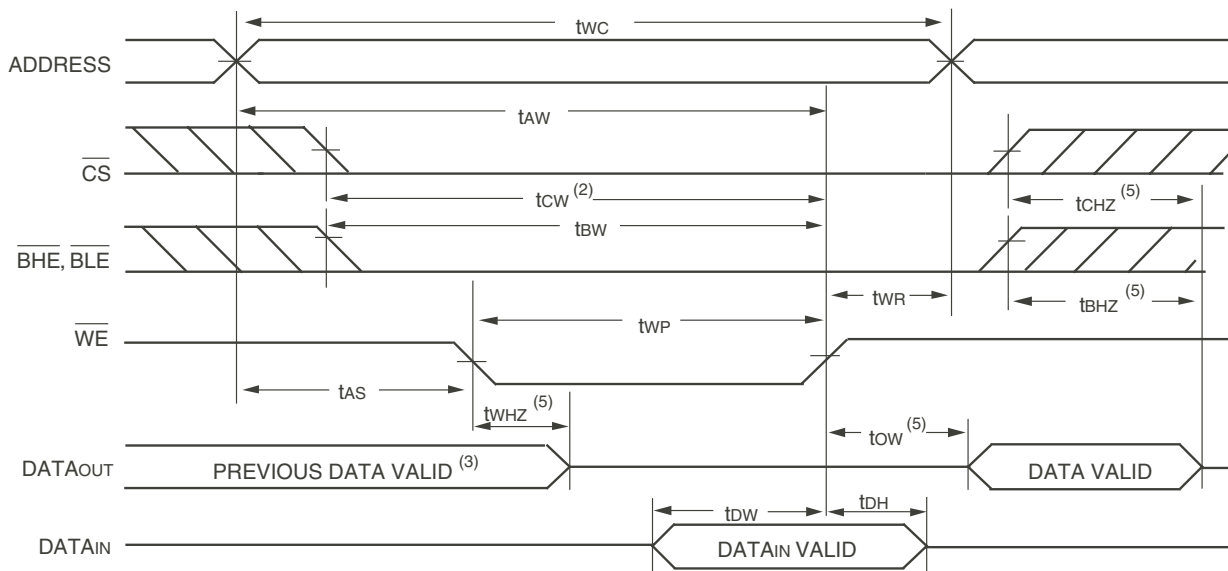 tWC
ADDRESS
tAW
CS
tCW (2)
tCHZ (5)
tBW
BHE, BLE
tWR
tBHZ (5)
tWP
WE
tAS
tWHZ (5)
tOW (5)
DATAOUT
PREVIOUS DATA VALID (3)
DATA VALID
tDW
tDH
DATAIN
DATAIN VALID